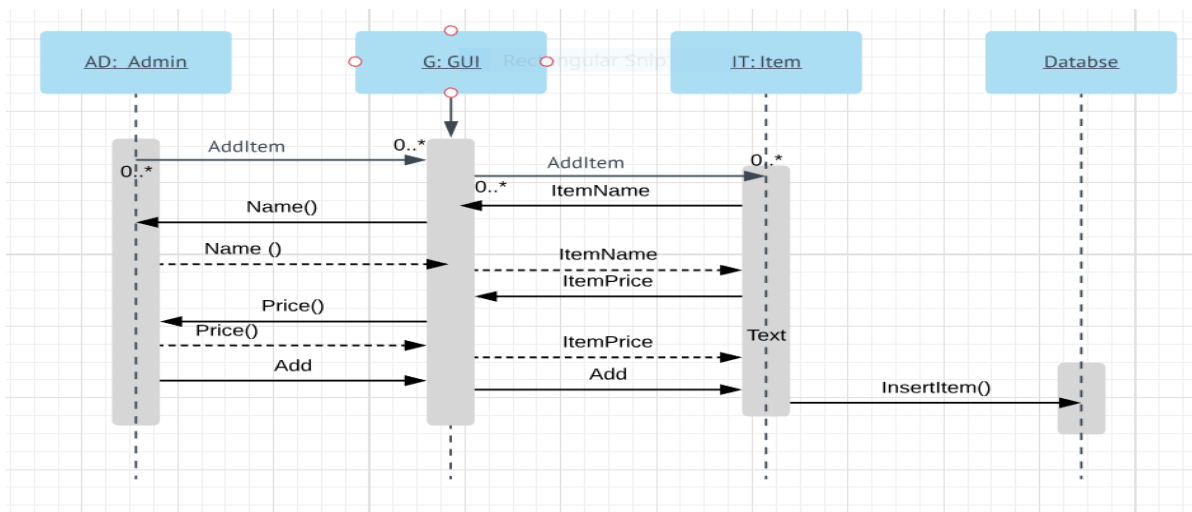 AD: Admin
G: GUI
Rectangular Snip
IT: Item
Databse
AddItem
0..*
0..*
AddItem
0..*
0..*
ItemName
Name()
Name ()
ItemName
ItemPrice
Price()
Price()
Text
ItemPrice
Add
Add
InsertItem()